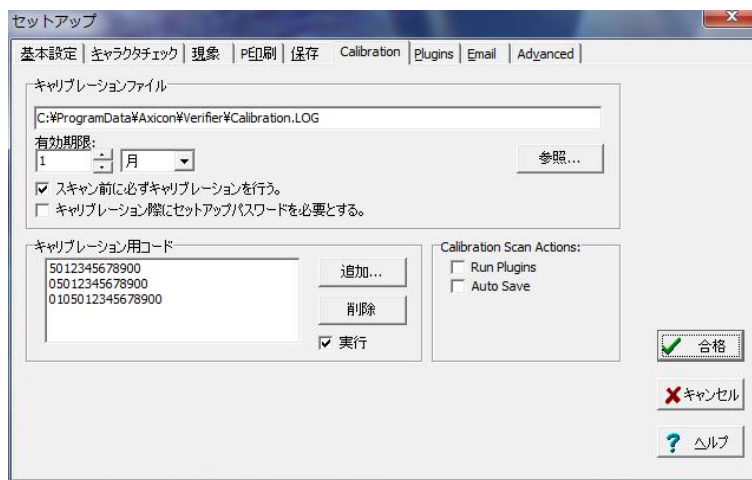 セットアップ
基本設定 キャラクタチェック 現象 PE印刷 保存 Calibration Plugins Email Advanced
キャリブレーションファイル
C:¥ProgramData¥Axicon¥Verifier¥Calibration.LOG
有効期限:
1 月 参照...
スキャン前に必ずキャリブレーションを行う。
キャリブレーション際にセットアップパスワードを必要とする。
キャリブレーション用コード
5012345678900
05012345678900
0105012345678900
追加...
削除
実行
Calibration Scan Actions:
Run Plugins
Auto Save
合格
キャンセル
ヘルプ